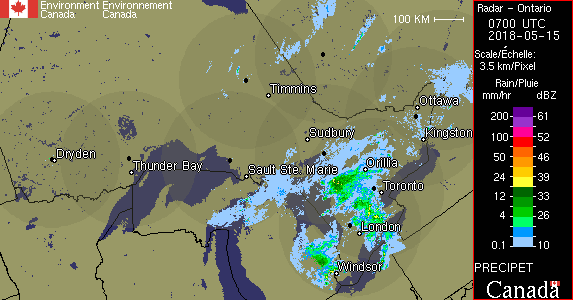 Environment Environnement
Canada Canada
100 KM
Timmins
Ottawa
Sudbury
Kingston
Dryden
Thunder Bay
Sault Ste. Marie
Orillia
Toronto
London
Windsor
Radar - Ontario
0700 UTC
2018-05-15
Scale/Échelle:
3.5 km/Pixel
Rain/Pluie
mm/hr dBZ
200 61
100 52
50 46
24 39
12 33
4 26
0.1 10
PRECIPET
Canada